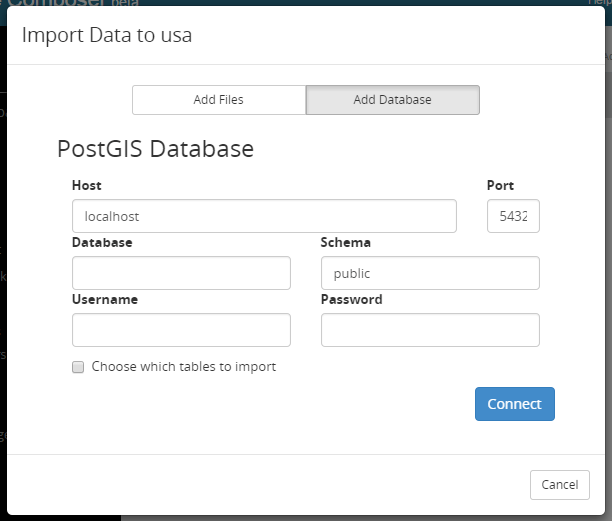 Composer beta
Import Data to usa
Add Files
Add Database
PostGIS Database
Host
Port
localhost
5432
Database
Schema
public
Username
Password
Choose which tables to import
Connect
Cancel